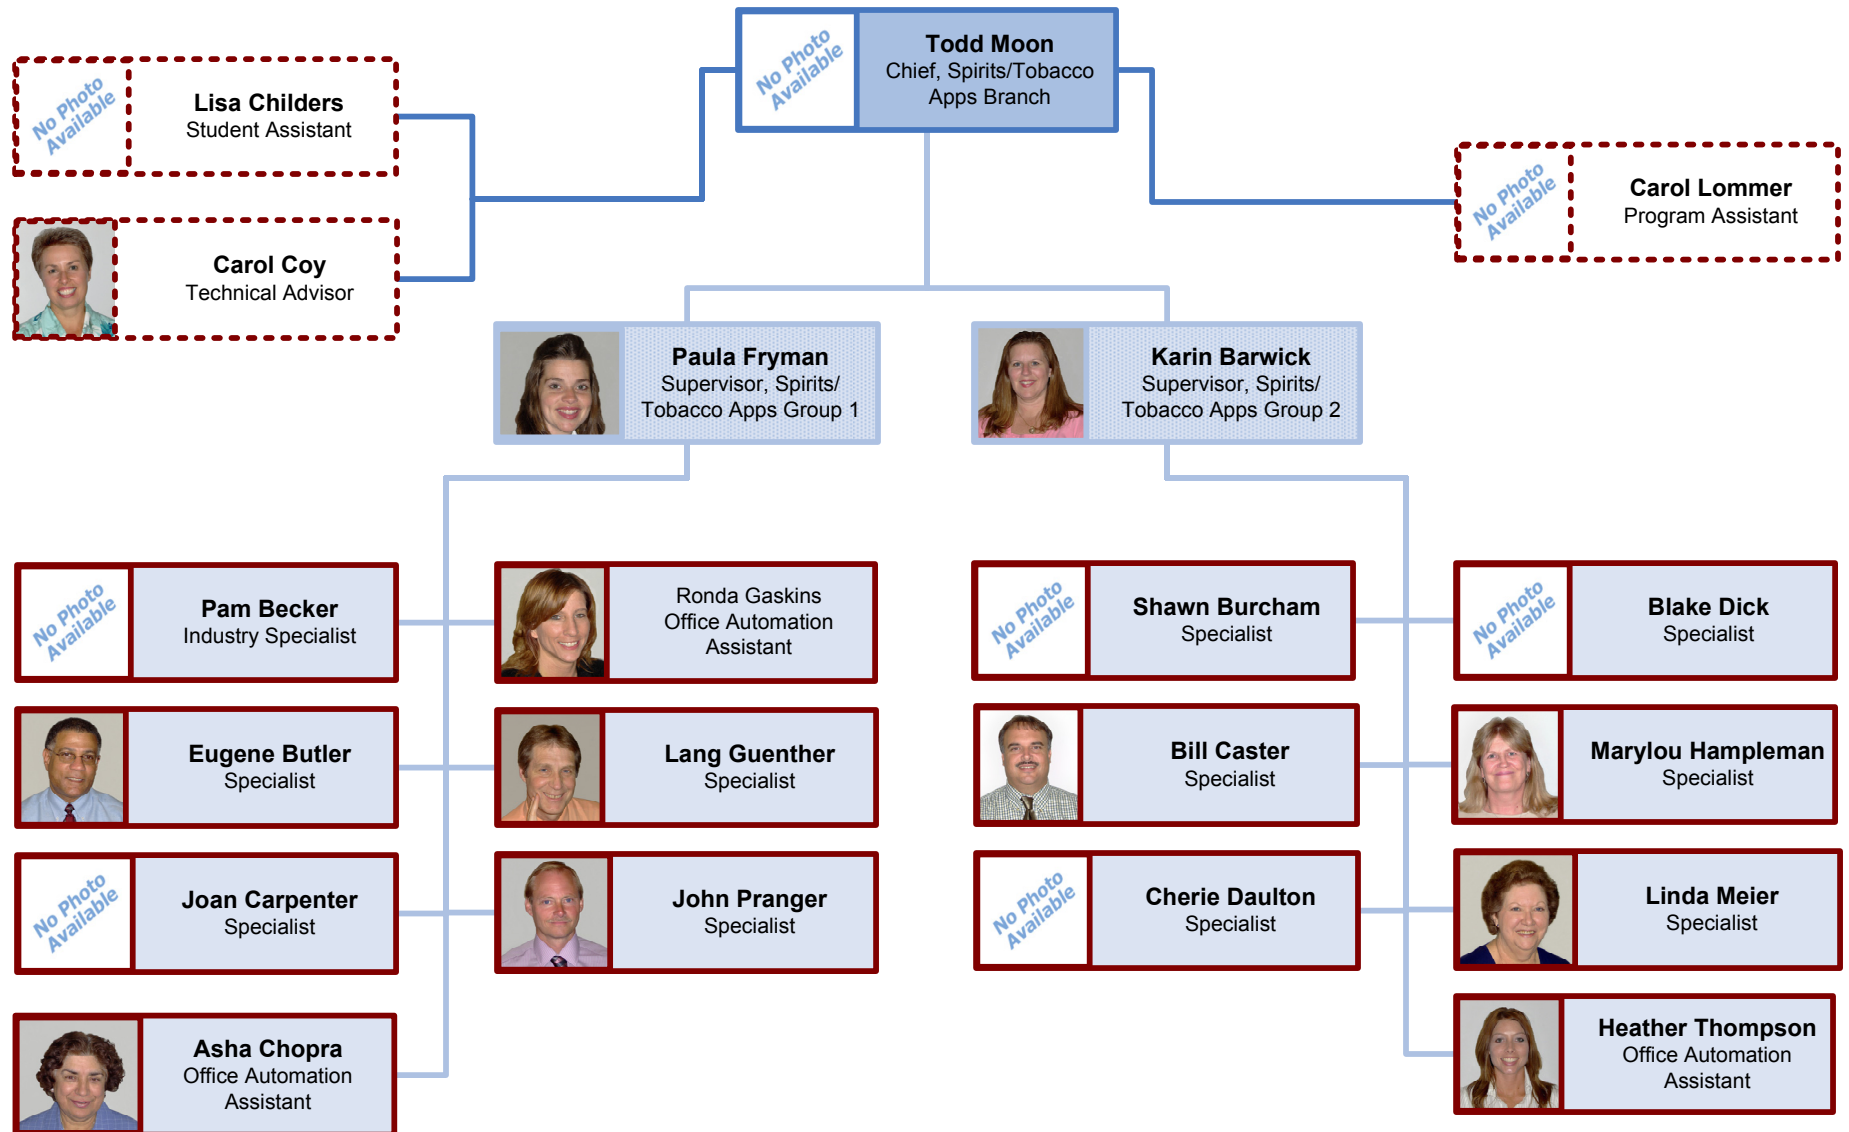 No Photo
Available
Todd Moon
Chief, Spirits/Tobacco
Apps Branch
No Photo
Available
Lisa Childers
Student Assistant
Carol Coy
Technical Advisor
No Photo
Available
Carol Lommer
Program Assistant
Paula Fryman
Supervisor, Spirits/
Tobacco Apps Group 1
Karin Barwick
Supervisor, Spirits/
Tobacco Apps Group 2
No Photo
Available
Pam Becker
Industry Specialist
Ronda Gaskins
Office Automation
Assistant
Eugene Butler
Specialist
Lang Guenther
Specialist
No Photo
Available
Joan Carpenter
Specialist
John Pranger
Specialist
Asha Chopra
Office Automation
Assistant
No Photo
Available
Shawn Burcham
Specialist
No Photo
Available
Blake Dick
Specialist
Bill Caster
Specialist
Marylou Hampleman
Specialist
No Photo
Available
Cherie Daulton
Specialist
Linda Meier
Specialist
Heather Thompson
Office Automation
Assistant